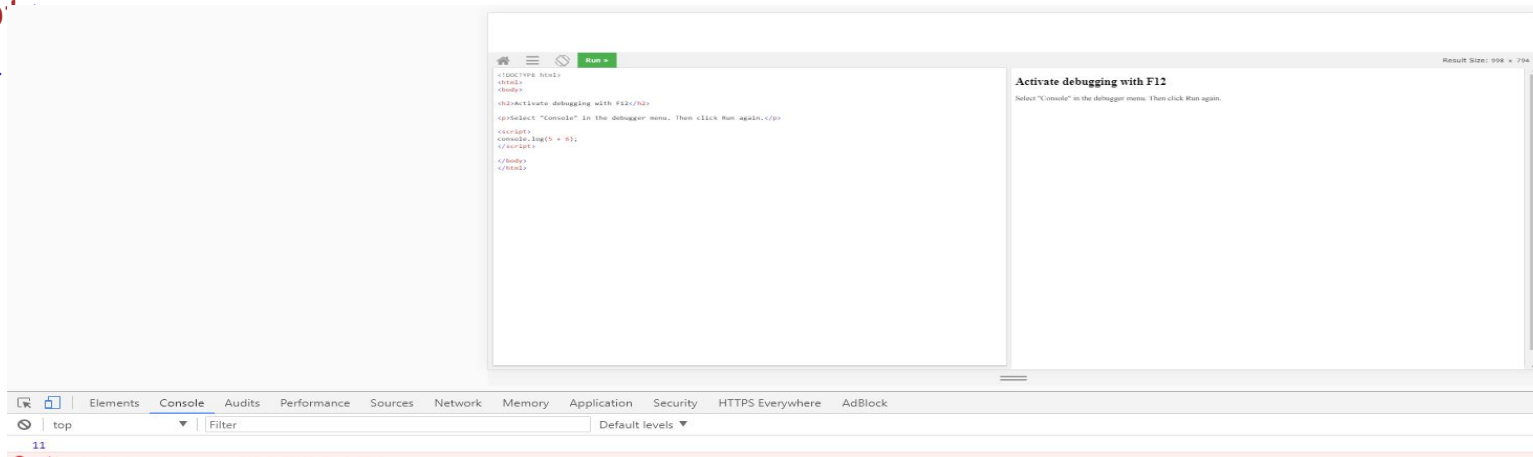 Run »
Result Size: 998 × 794
<!DOCTYPE html>
<html>
<body>
<h2>Activate debugging with F12</h2>
<p>Select "Console" in the debugger menu. Then click Run again.</p>
<script>
console.log(5 + 6);
</script>
</body>
</html>
Activate debugging with F12
Select "Console" in the debugger menu. Then click Run again.
Elements Console Audits Performance Sources Network Memory Application Security HTTPS Everywhere AdBlock
top ▼ Filter Default levels ▼
11